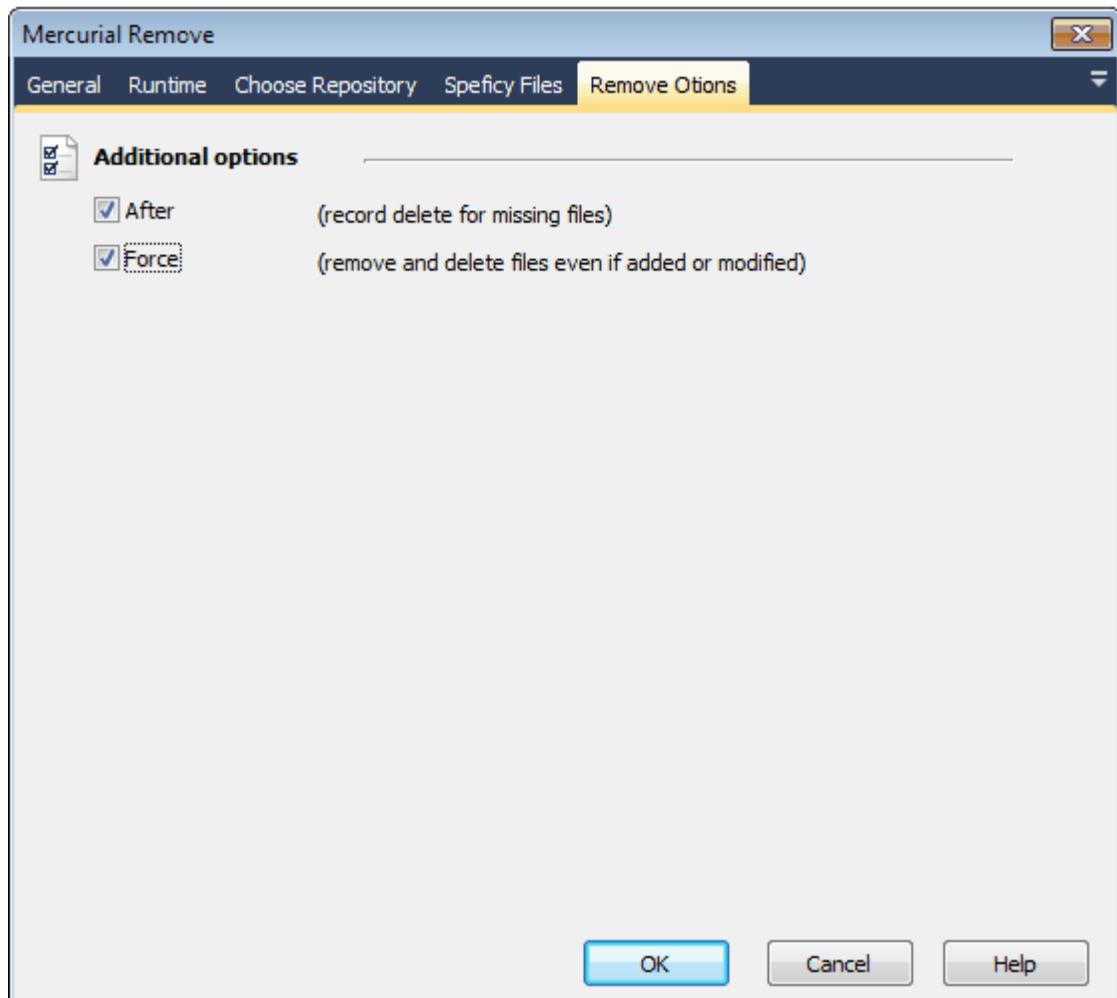 Mercurial Remove
General Runtime Choose Repository Speficy Files Remove Otions
Additional options
After (record delete for missing files)
Force (remove and delete files even if added or modified)
OK Cancel Help